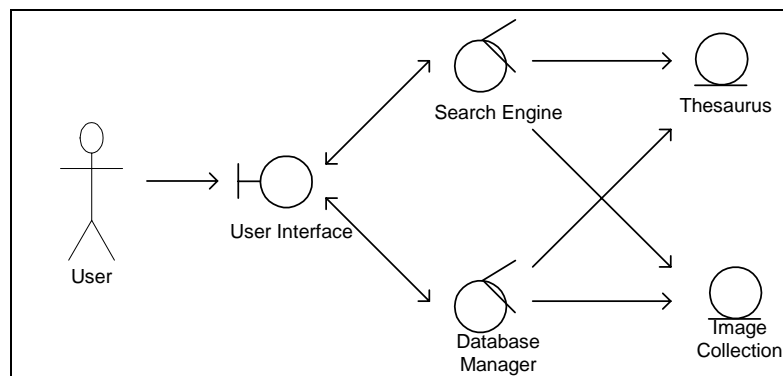 Search Engine
Thesaurus
User Interface
User
Database
Manager
Image
Collection